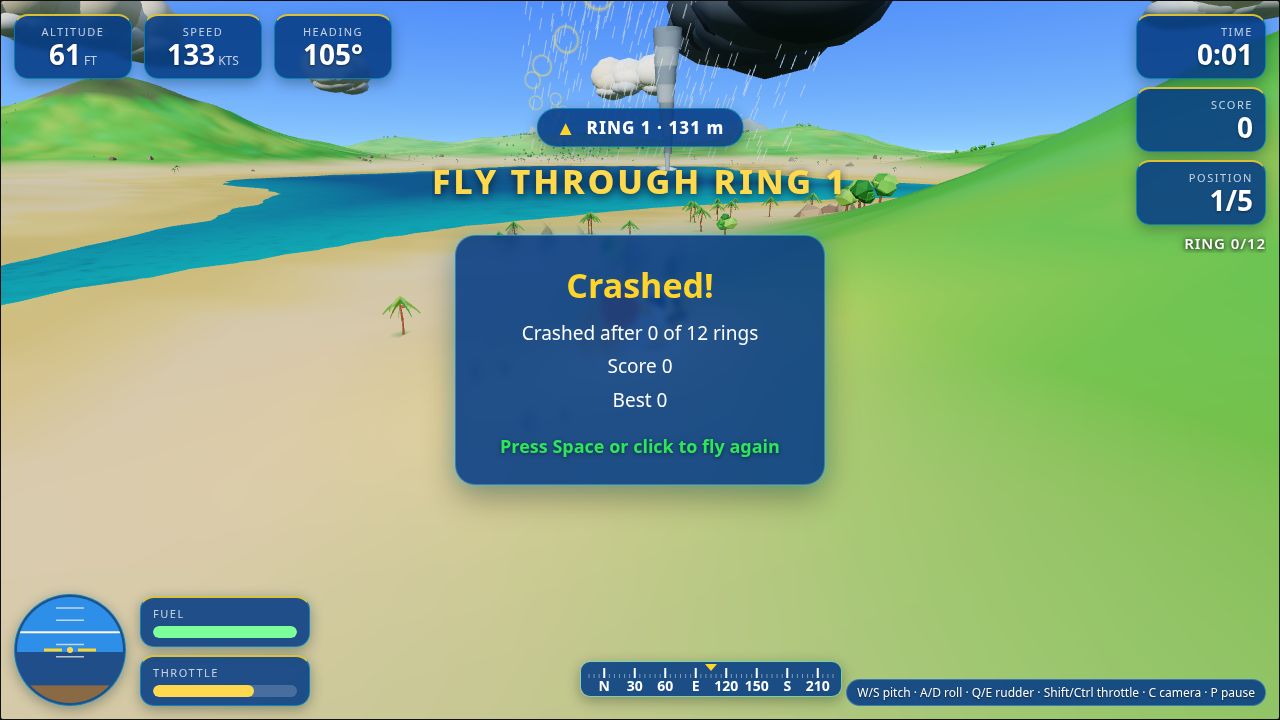 ALTITUDE
61 FT
SPEED
133 KTS
HEADING
105°
TIME
0:01
SCORE
0
POSITION
1/5
RING 0/12
▲ RING 1 · 131 m
FLY THROUGH RING 1
Crashed!
Crashed after 0 of 12 rings
Score 0
Best 0
Press Space or click to fly again
FUEL
THROTTLE
N 30 60 E 120 150 S 210
W/S pitch · A/D roll · Q/E rudder · Shift/Ctrl throttle · C camera · P pause